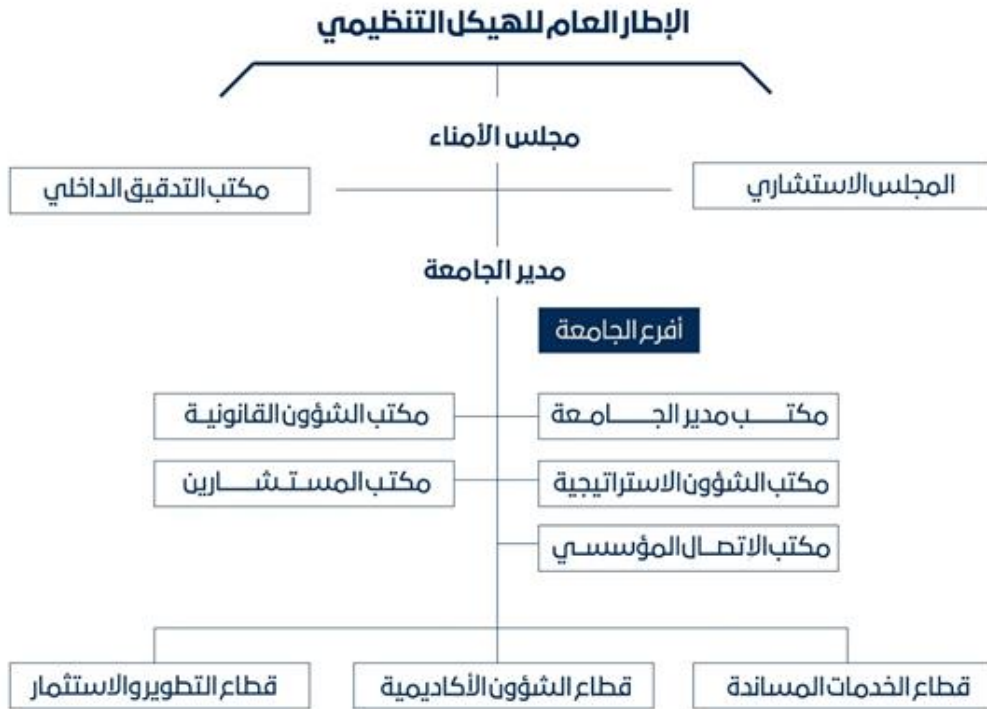 الإطار العام للهيكل التنظيمي
مجلس الأمناء
المجلس الاستشاري
مكتب التدقيق الداخلي
مدير الجامعة
أفرع الجامعة
مكتب مدير الجامعة
مكتب الشؤون القانونية
مكتب الشؤون الاستراتيجية
مكتب المستشارين
مكتب الاتصال المؤسسي
قطاع الخدمات المساندة
قطاع الشؤون الأكاديمية
قطاع التطوير والاستثمار